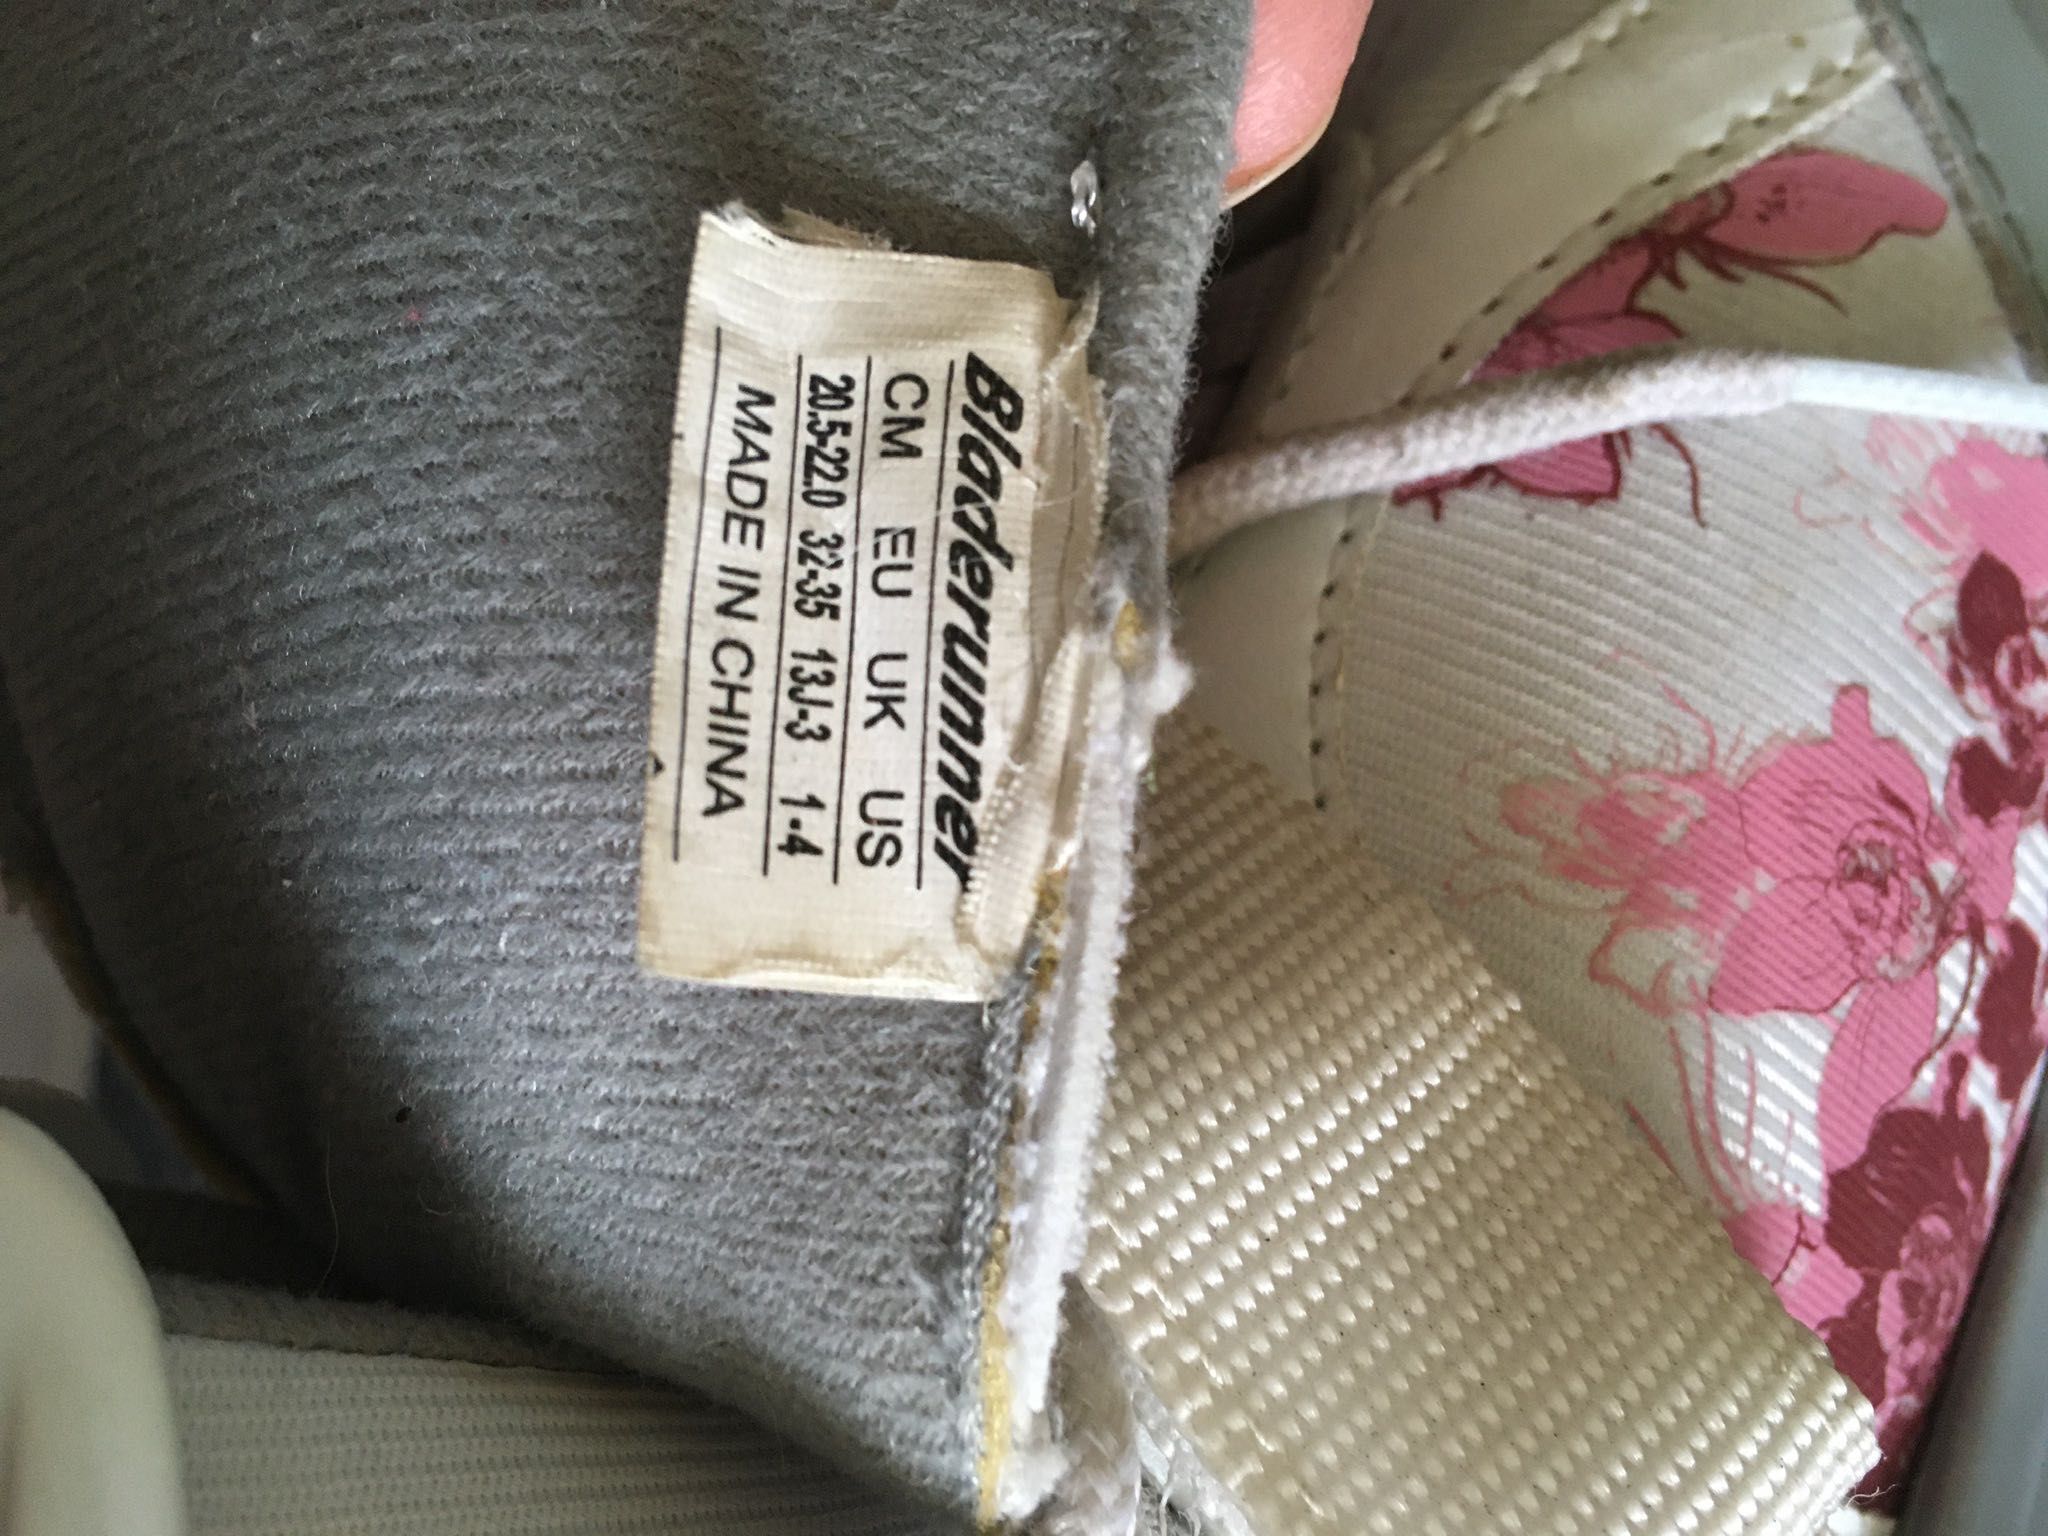 Bladerunner
CM EU UK US
20.5-22.0 32-35 13J-3 1-4
MADE IN CHINA